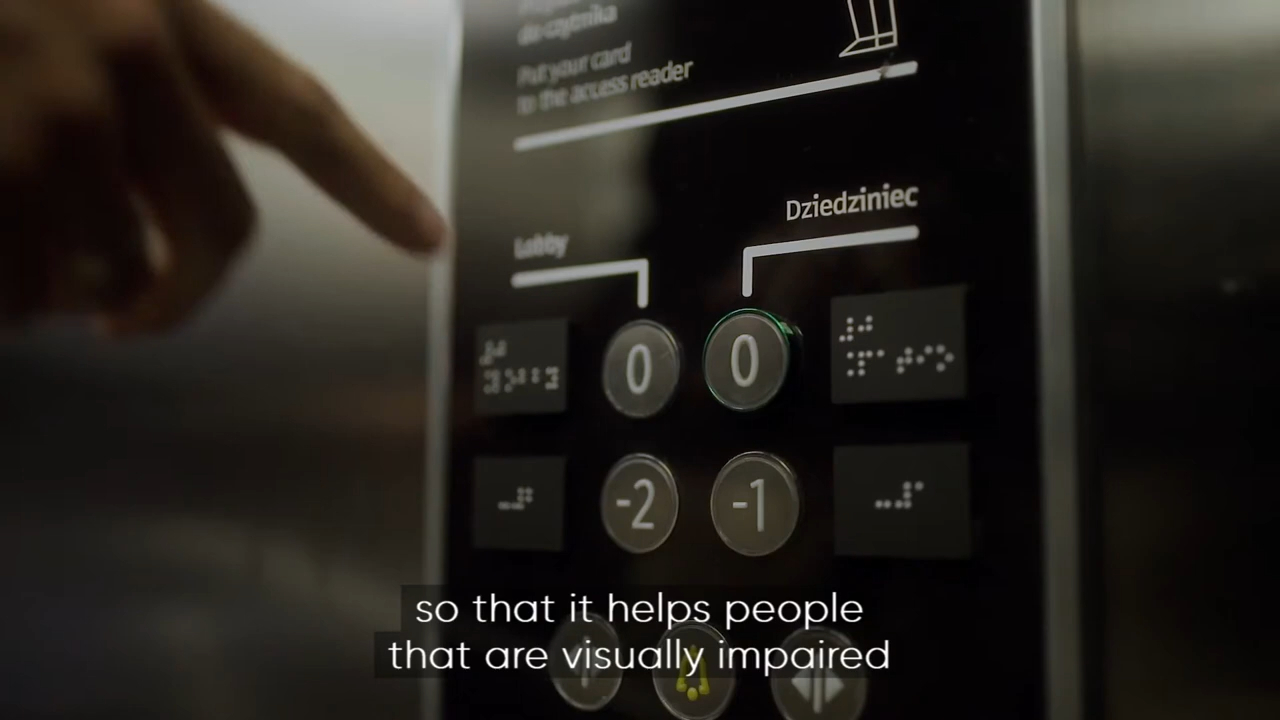 do czytnika
Put your card
to the access reader
Dziedziniec
Lobby
0 0
-2 -1
so that it helps people
that are visually impaired